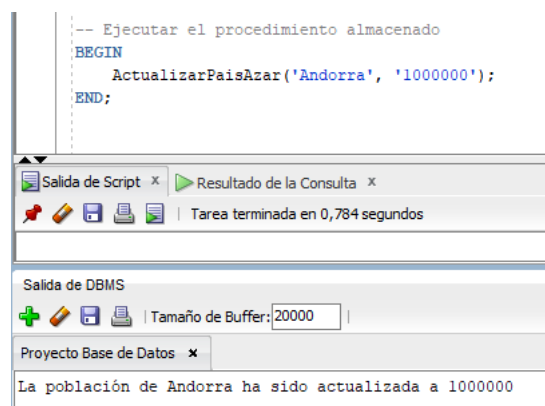 -- Ejecutar el procedimiento almacenado
BEGIN
ActualizarPaisAzar('Andorra', '1000000');
END;
Salida de Script x Resultado de la Consulta x
Tarea terminada en 0,784 segundos
Salida de DBMS
Tamaño de Buffer: 20000
Proyecto Base de Datos x
La población de Andorra ha sido actualizada a 1000000